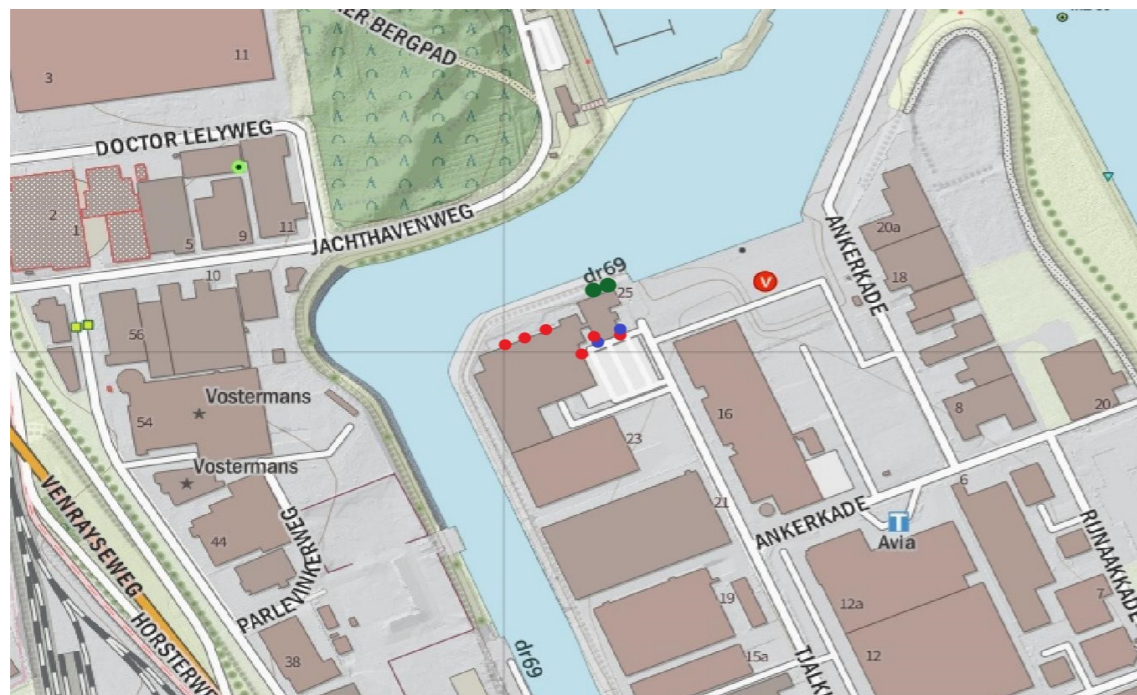 BERGPAD
11
3
DOCTOR LELYWEG
2
1
5
9
11
JACHTHAVENWEG
10
dr69
25
V
ANKERKADE
20a
18
56
Vostermans
54
Vostermans
16
8
20
23
21
6
ANKERKADE
T
Avia
VENRAYSEWEG
44
PARLEVINKERWEG
RIJNAAKKADE
HORSTERWE
38
dr69
19
15a
TJALK
12a
12
7